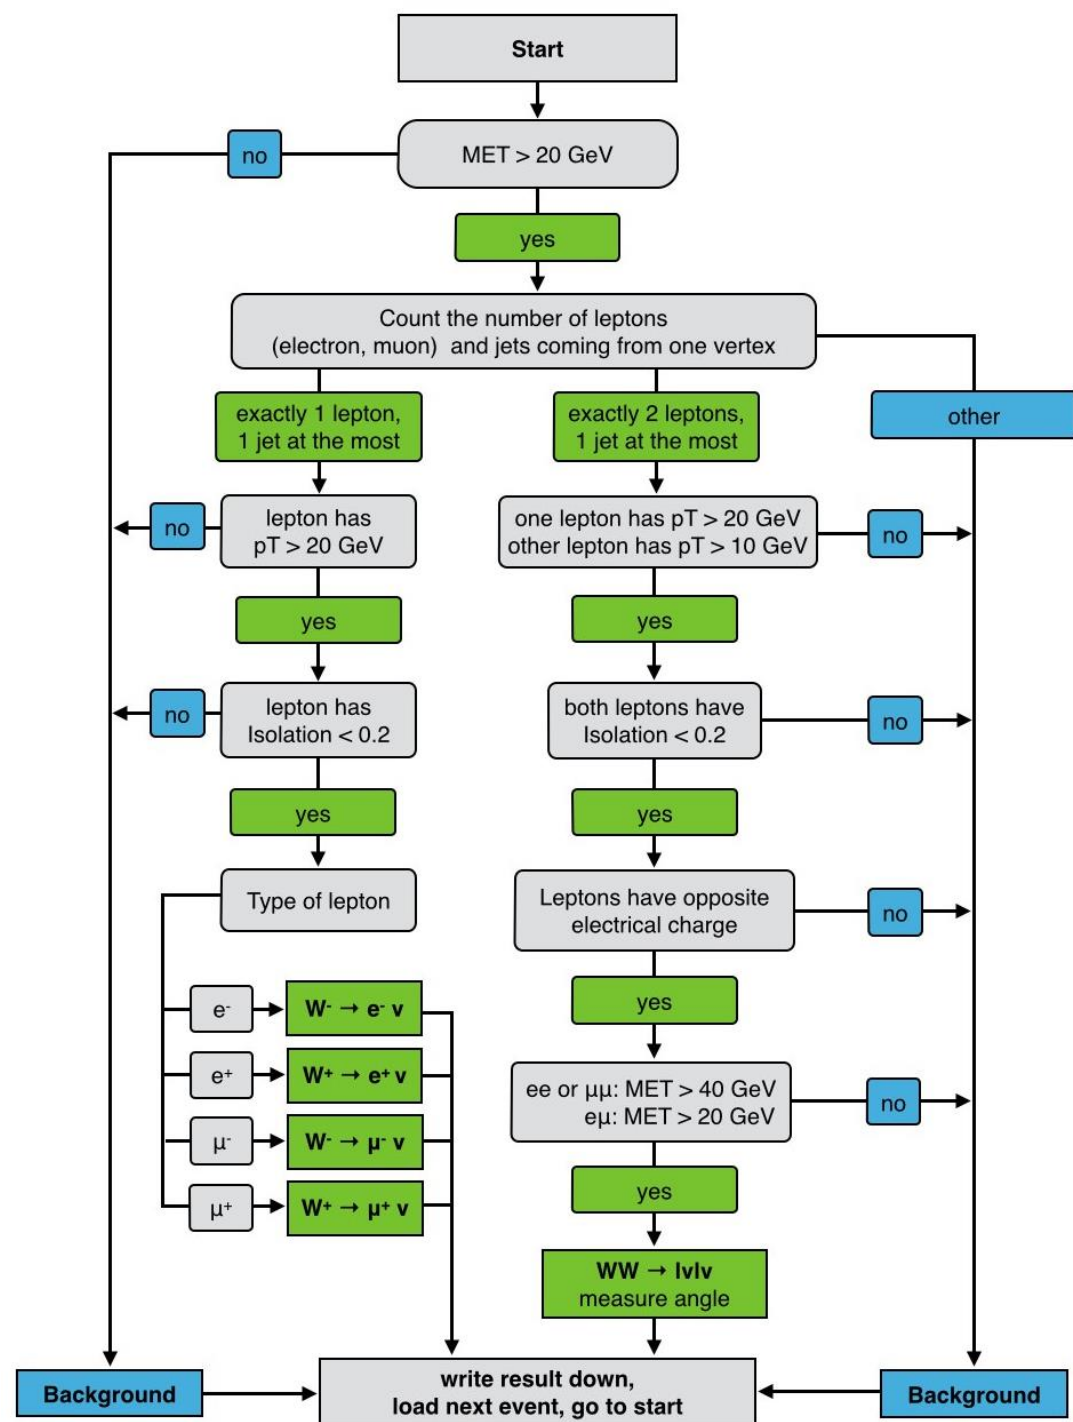 Start
MET > 20 GeV
no
yes
Count the number of leptons
(electron, muon) and jets coming from one vertex
exactly 1 lepton,
1 jet at the most
exactly 2 leptons,
1 jet at the most
other
lepton has
pT > 20 GeV
no
one lepton has pT > 20 GeV
other lepton has pT > 10 GeV
no
yes
yes
lepton has
Isolation < 0.2
no
both leptons have
Isolation < 0.2
no
yes
yes
Type of lepton
Leptons have opposite
electrical charge
no
yes
e⁻
W⁻ → e⁻ v
e⁺
W⁺ → e⁺ v
μ⁻
W⁻ → μ⁻ v
μ⁺
W⁺ → μ⁺ v
ee or μμ: MET > 40 GeV
eμ: MET > 20 GeV
no
yes
WW → lvlv
measure angle
Background
write result down,
load next event, go to start
Background